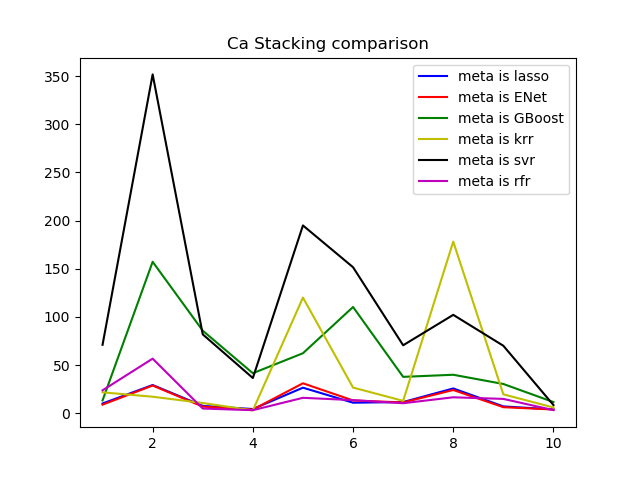 Ca Stacking comparison
350
300
250
200
150
100
50
0
meta is lasso
meta is ENet
meta is GBoost
meta is krr
meta is svr
meta is rfr
2
4
6
8
10